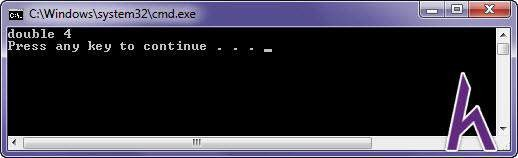 C:\Windows\system32\cmd.exe
double 4
Press any key to continue . . . _